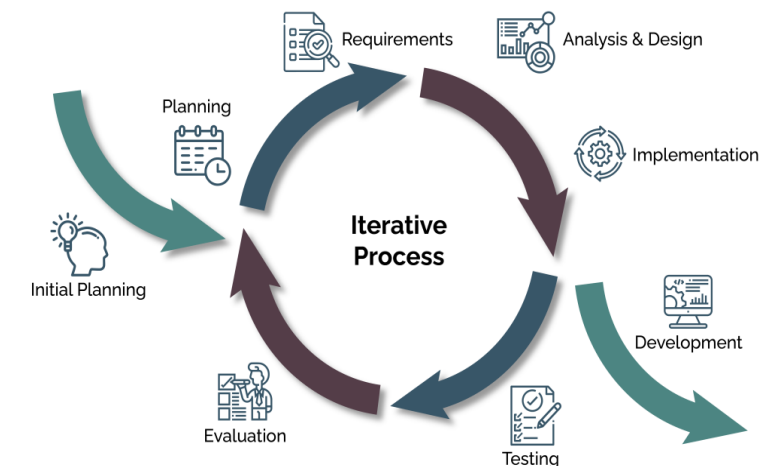 Requirements
Analysis & Design
Planning
Implementation
Iterative
Process
Initial Planning
Development
Evaluation
Testing